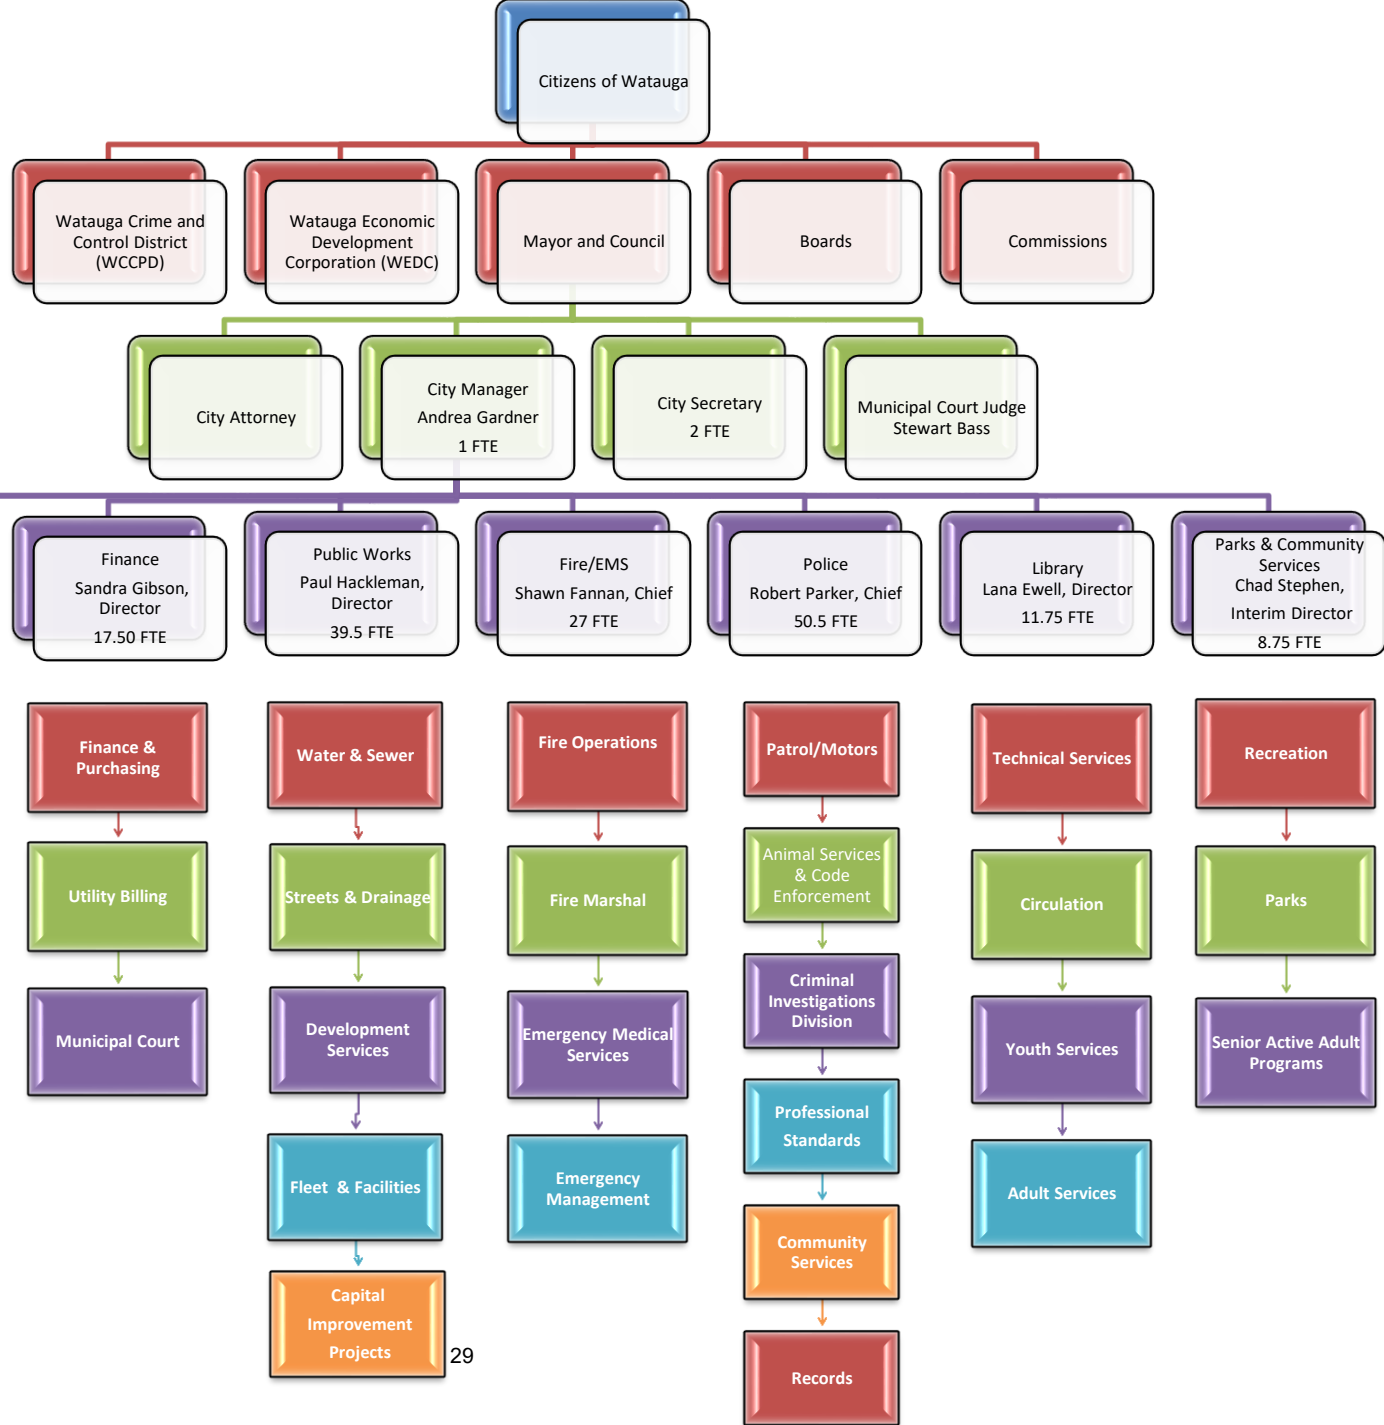 Citizens of Watauga
Watauga Crime and
Control District
(WCCPD)
Watauga Economic
Development
Corporation (WEDC)
Mayor and Council
Boards
Commissions
City Attorney
City Manager
Andrea Gardner
1 FTE
City Secretary
2 FTE
Municipal Court Judge
Stewart Bass
Finance
Sandra Gibson,
Director
17.50 FTE
Public Works
Paul Hackleman,
Director
39.5 FTE
Fire/EMS
Shawn Fannan, Chief
27 FTE
Police
Robert Parker, Chief
50.5 FTE
Library
Lana Ewell, Director
11.75 FTE
Parks & Community
Services
Chad Stephen,
Interim Director
8.75 FTE
Finance &
Purchasing
Utility Billing
Municipal Court
Water & Sewer
Streets & Drainage
Development
Services
Fleet & Facilities
Capital
Improvement
Projects
Fire Operations
Fire Marshal
Emergency Medical
Services
Emergency
Management
Patrol/Motors
Animal Services
& Code
Enforcement
Criminal
Investigations
Division
Professional
Standards
Community
Services
Records
Technical Services
Circulation
Youth Services
Adult Services
Recreation
Parks
Senior Active Adult
Programs
29